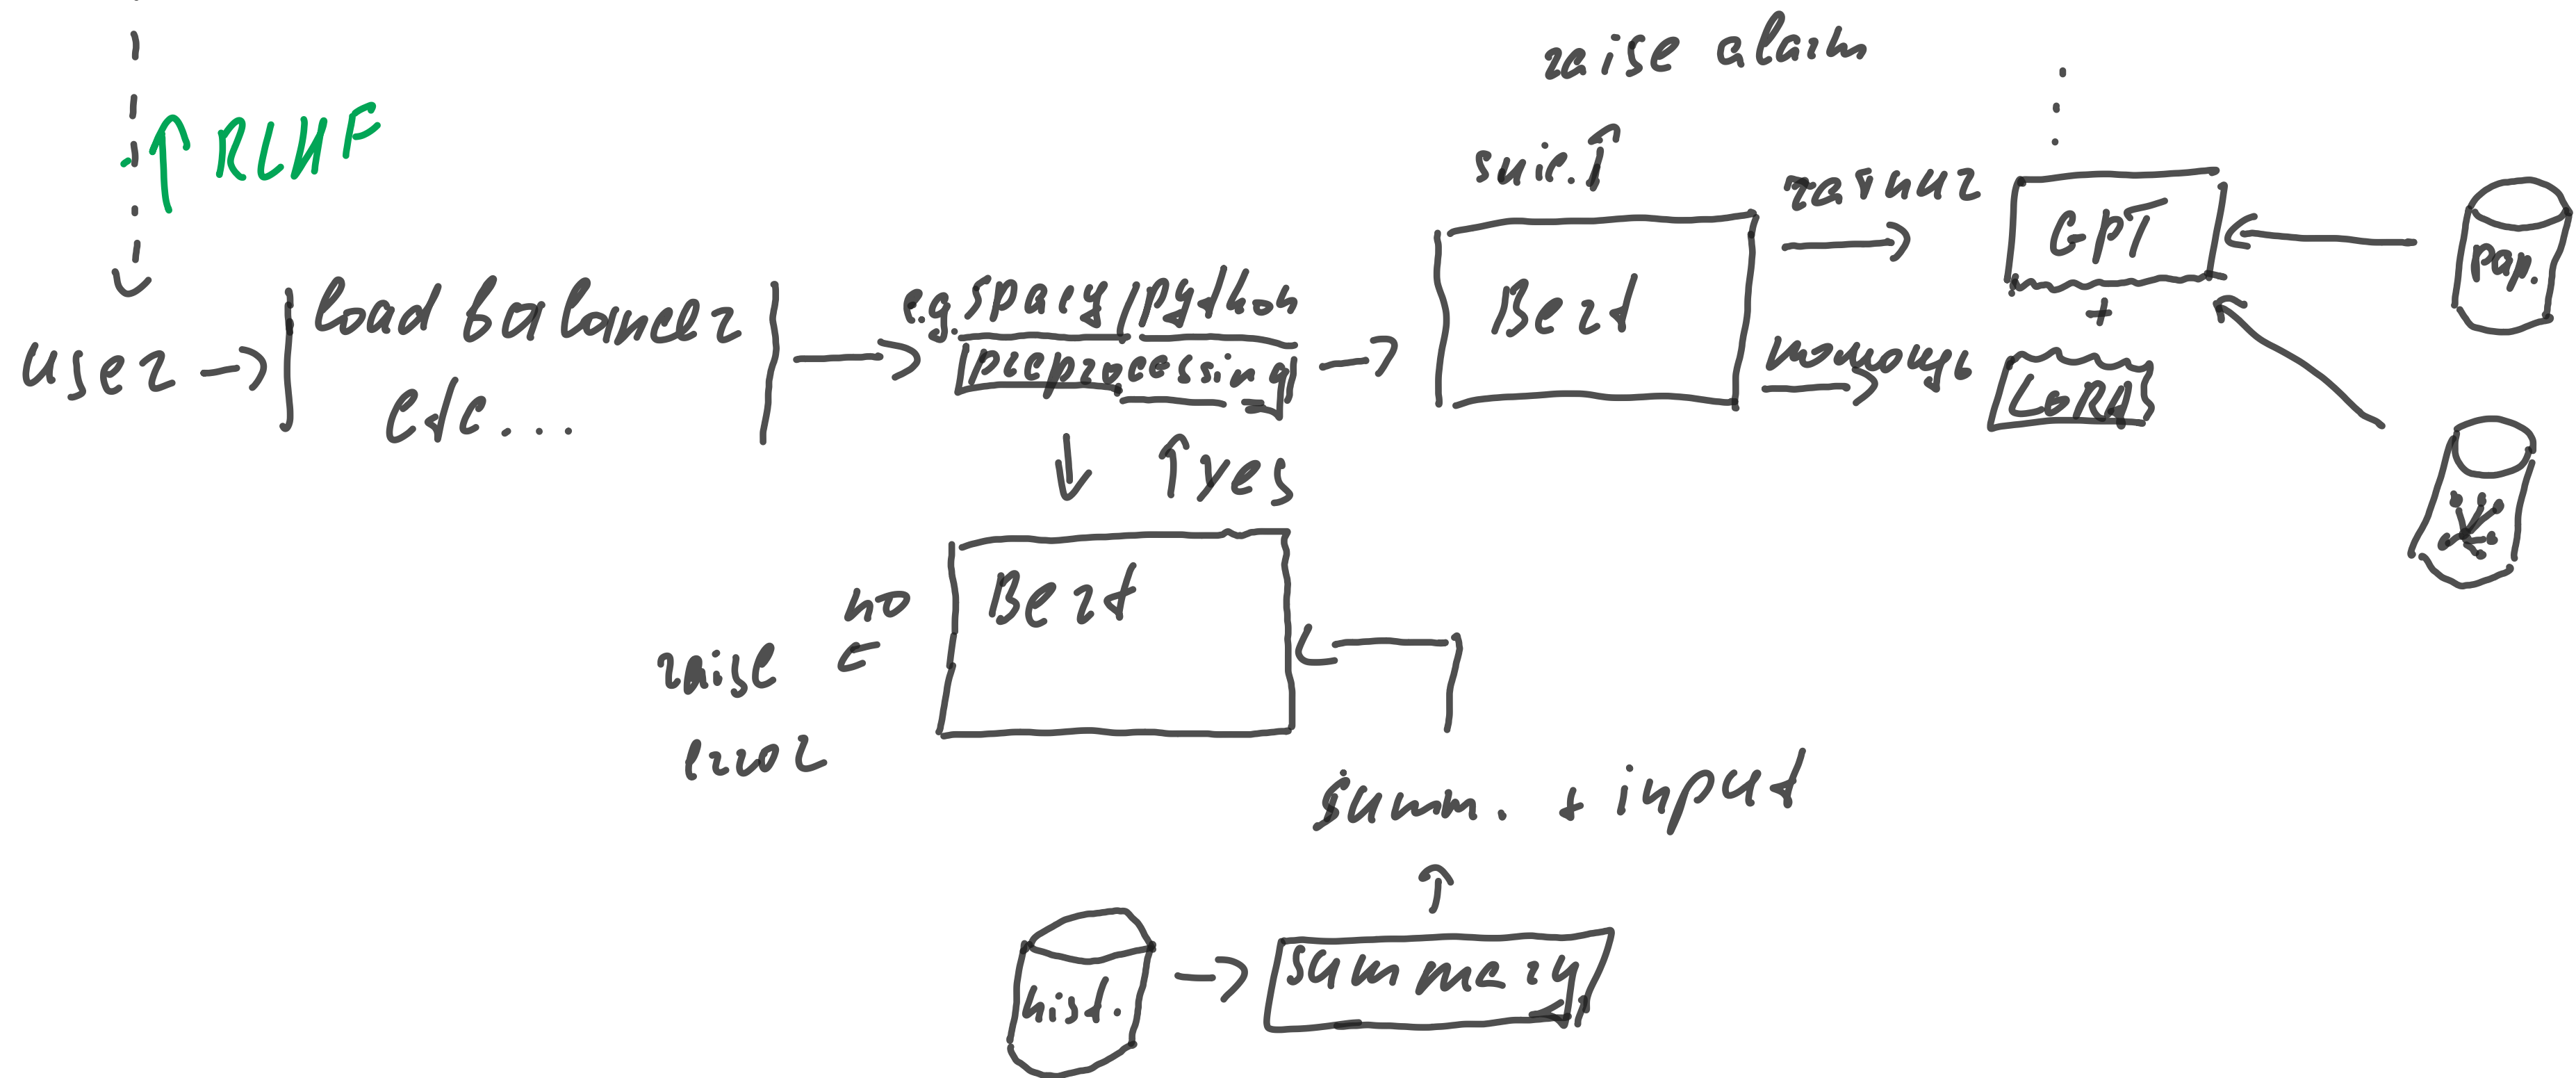 raise alarm
↑ RLHF
suic. ↑
GPT
pap.
e.g. spacy / python
load balancer
Bert
+
user →
preprocessing
помощь
LoRA
etc...
↑ yes
no
Bert
raise
error
summ. + input
hist.
summary